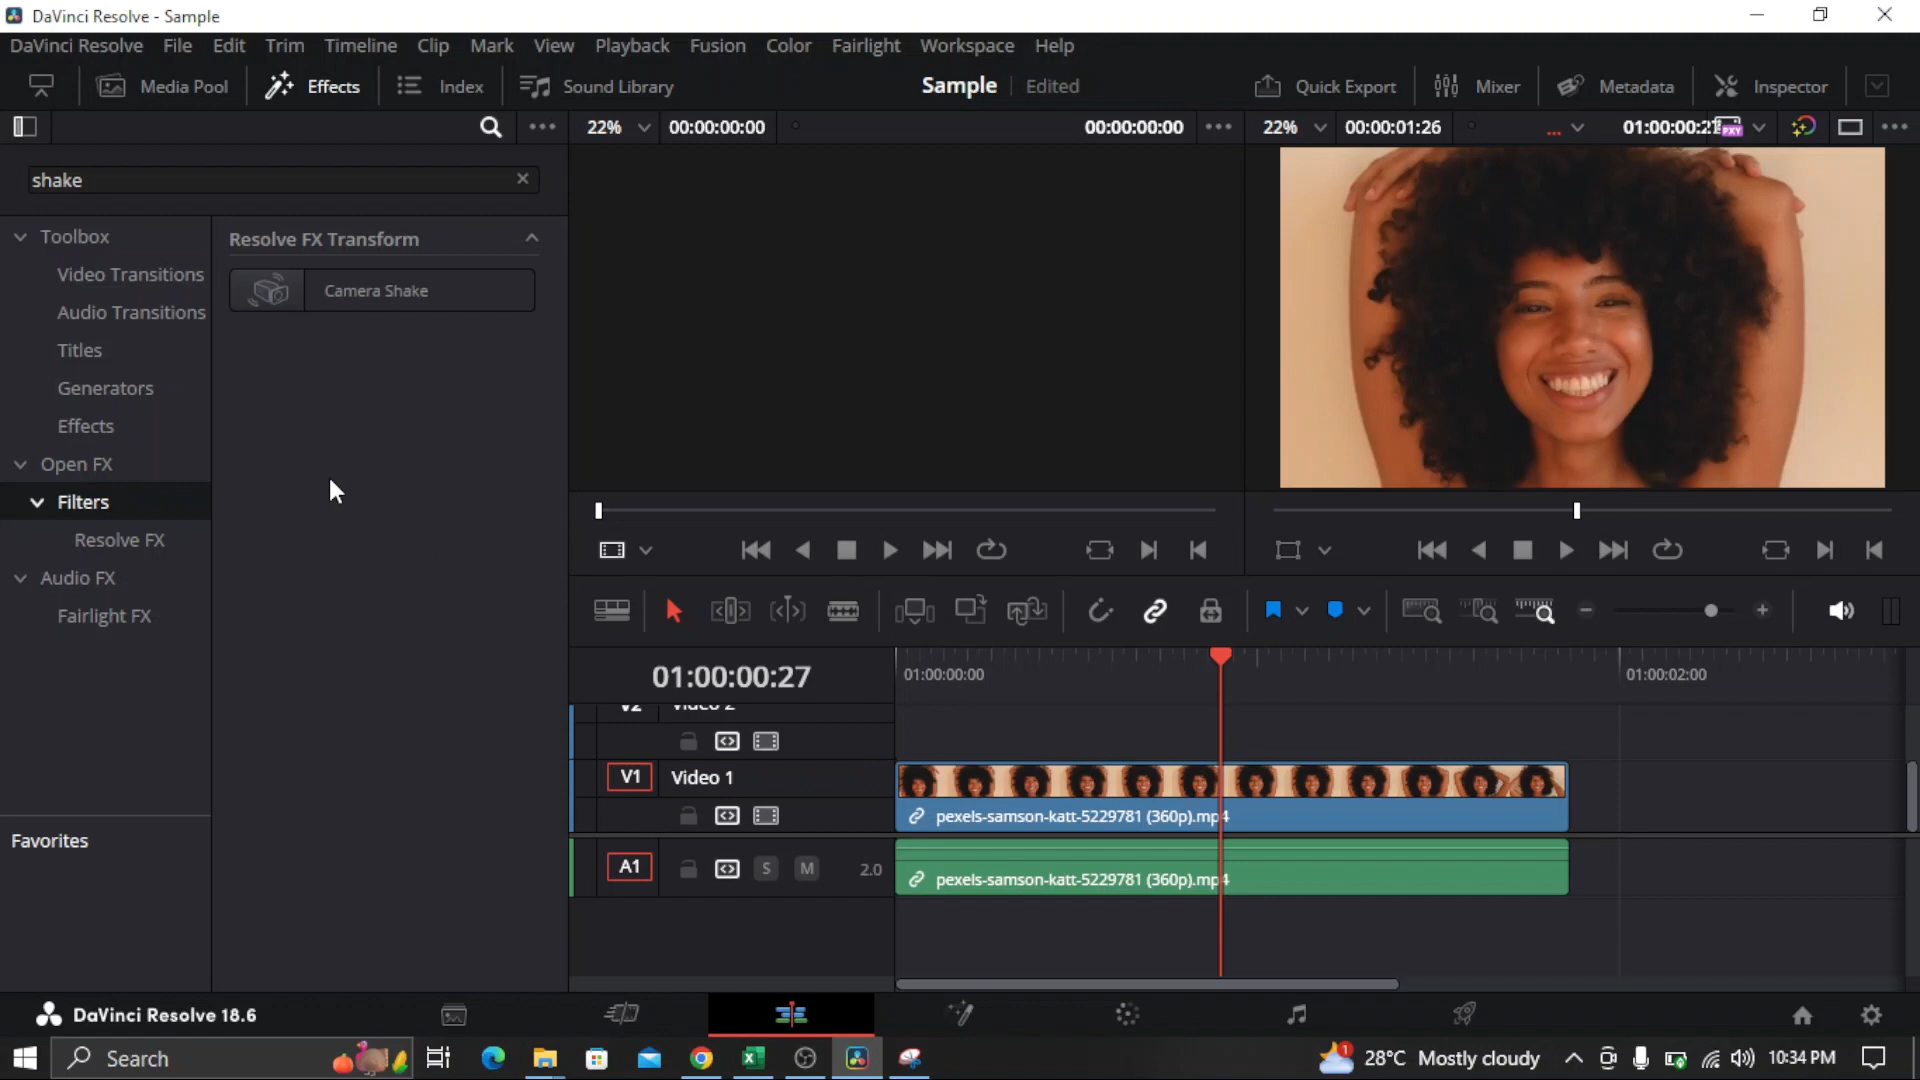 DaVinci Resolve - Sample
DaVinci Resolve File Edit Trim Timeline Clip Mark View Playback Fusion Color Fairlight Workspace Help
Media Pool Effects Index Sound Library Sample Edited Quick Export Mixer Metadata Inspector
22% 00:00:00:00 00:00:00:00 22% 00:00:01:26 ... 
shake
Toolbox
Resolve FX Transform
Video Transitions
Camera Shake
Audio Transitions
Titles
Generators
Effects
Open FX
Filters
Resolve FX
Audio FX
Fairlight FX
01:00:00:27
01:00:00:00
01:00:02:00
V2 Video 2
V1 Video 1
pexels-samson-katt-5229781 (360p).mp4
A1 S M 2.0
pexels-samson-katt-5229781 (360p).mp4
Favorites
DaVinci Resolve 18.6
Search
1
28°C Mostly cloudy
10:34 PM